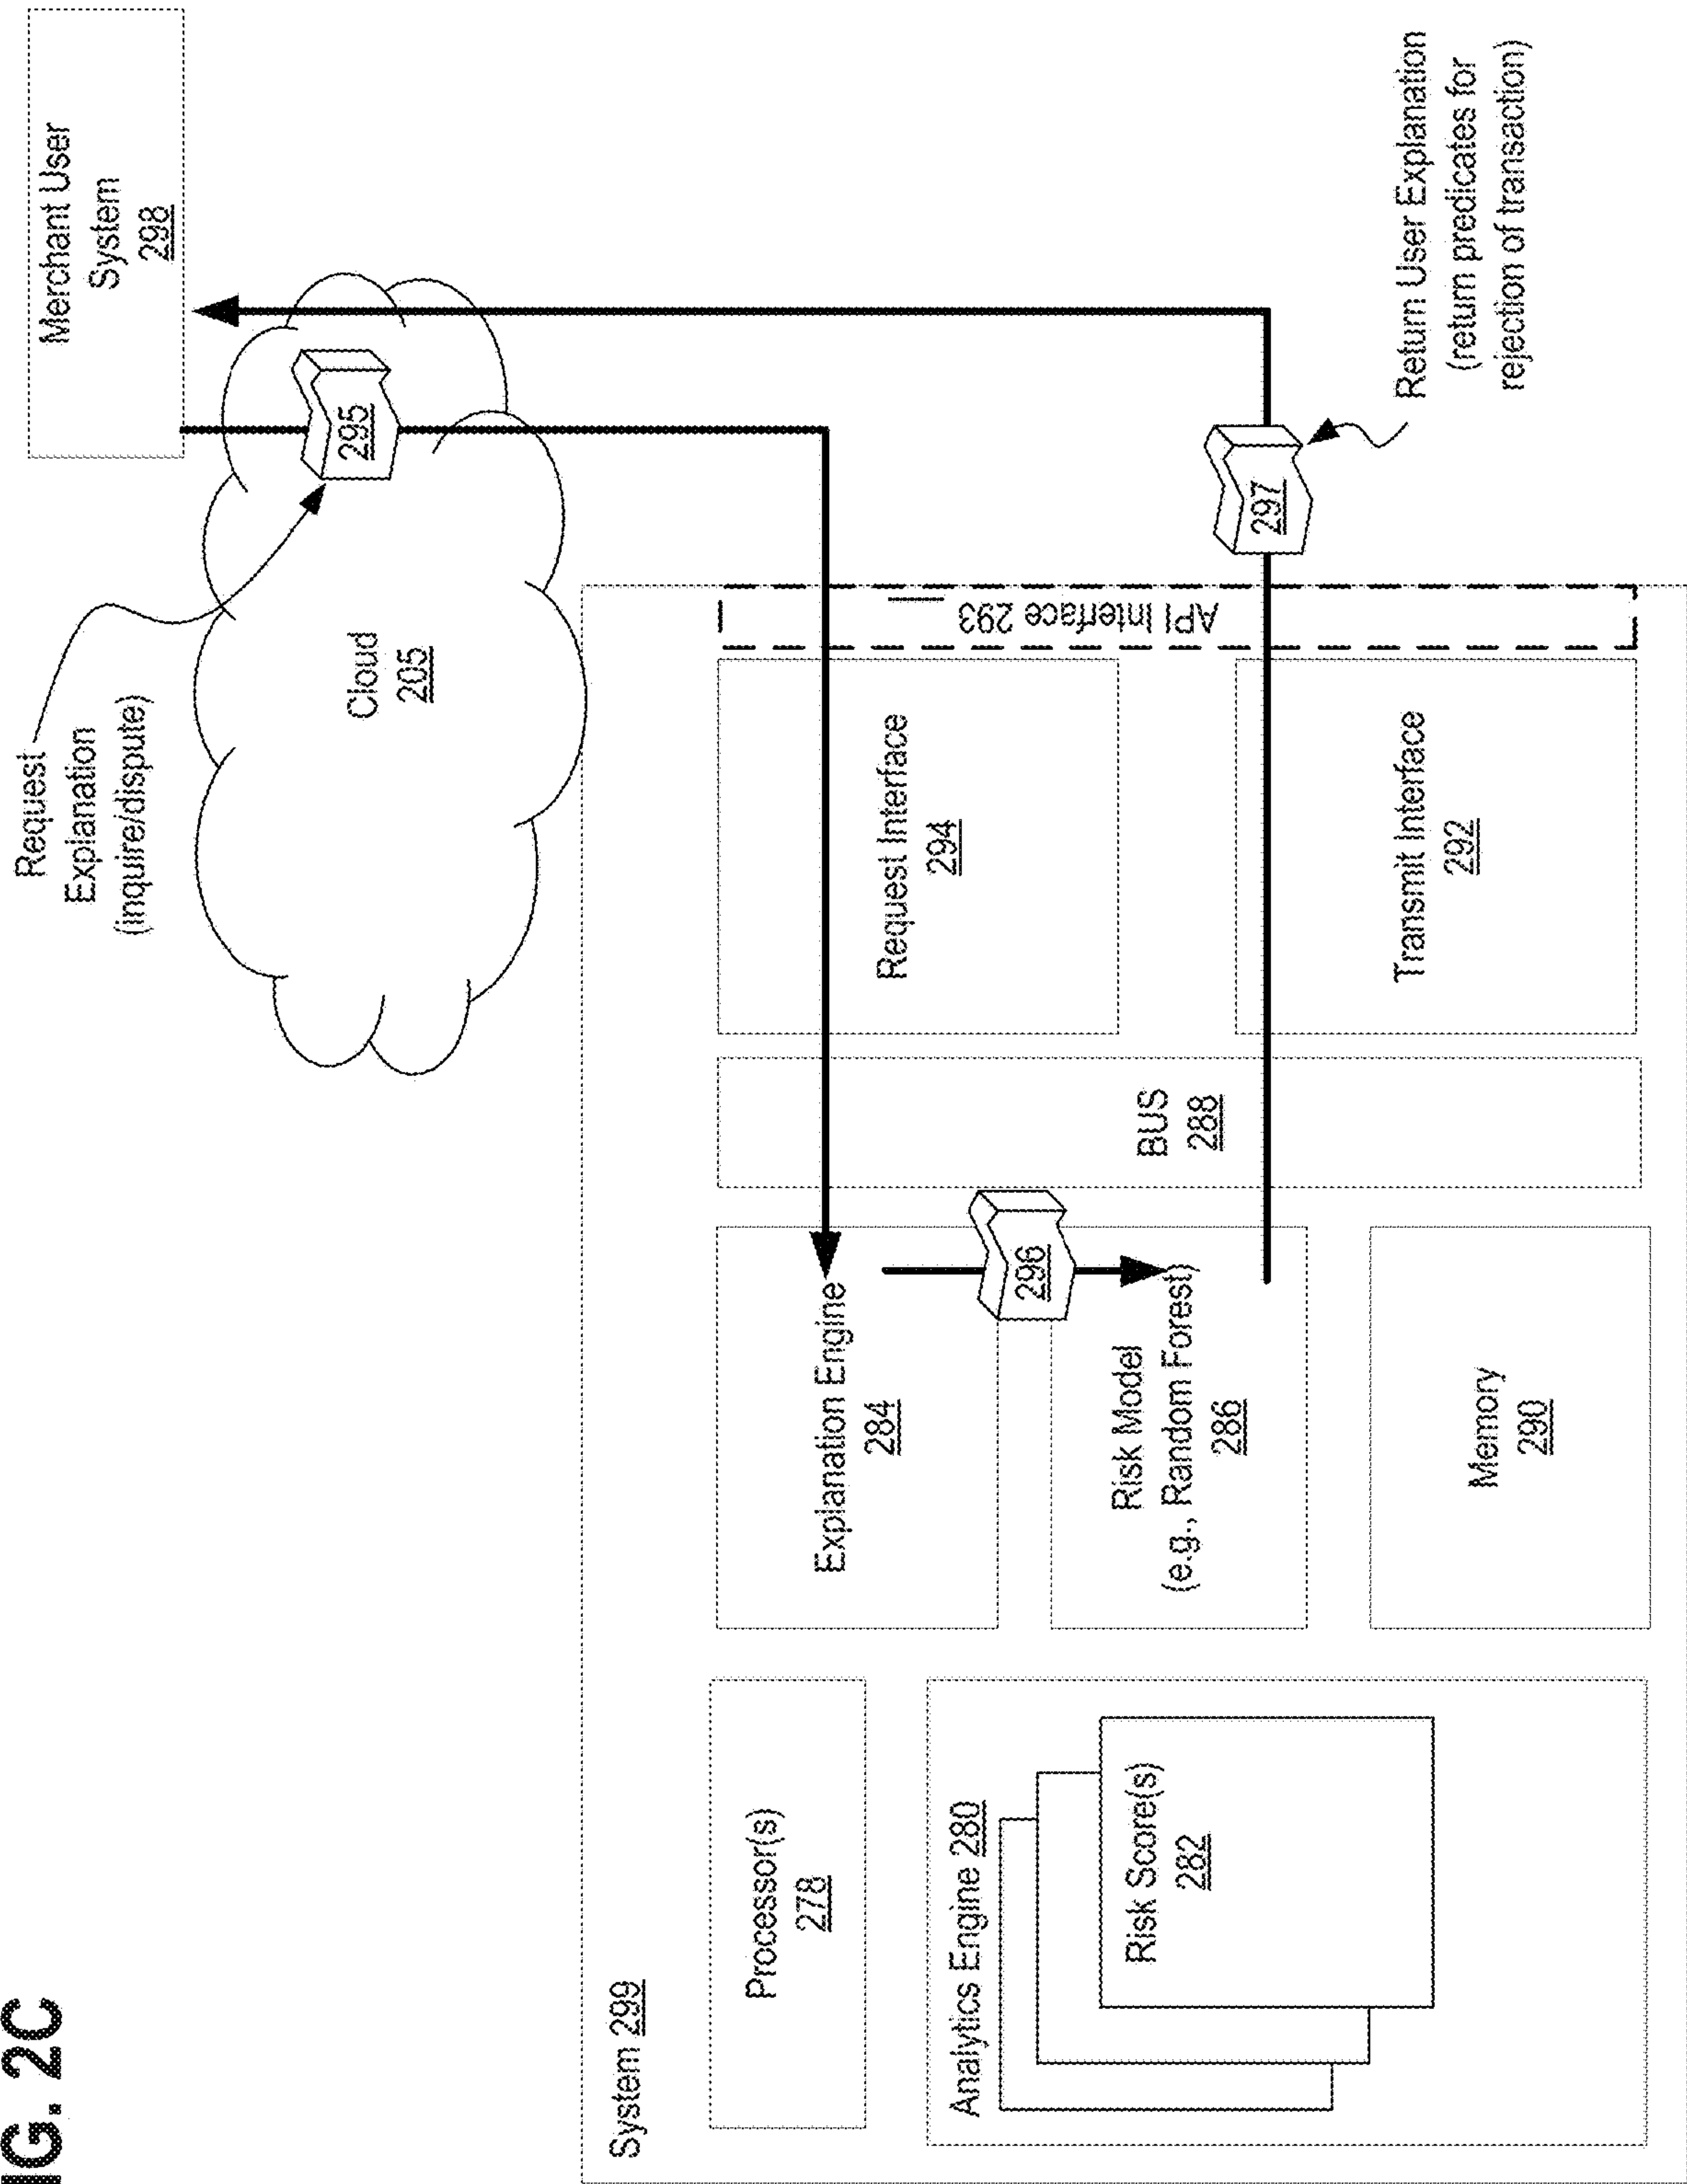 FIG. 2C
System 299
Processor(s)
278
Analytics Engine 280
Risk Score(s)
282
Explanation Engine
284
296
Risk Model
(e.g., Random Forest)
286
Memory
290
BUS
288
Request Interface
294
Transmit Interface
292
API Interface 293
Request
Explanation
(inquire/dispute)
Cloud
205
295
Merchant User
System
298
297
Return User Explanation
(return predicates for
rejection of transaction)